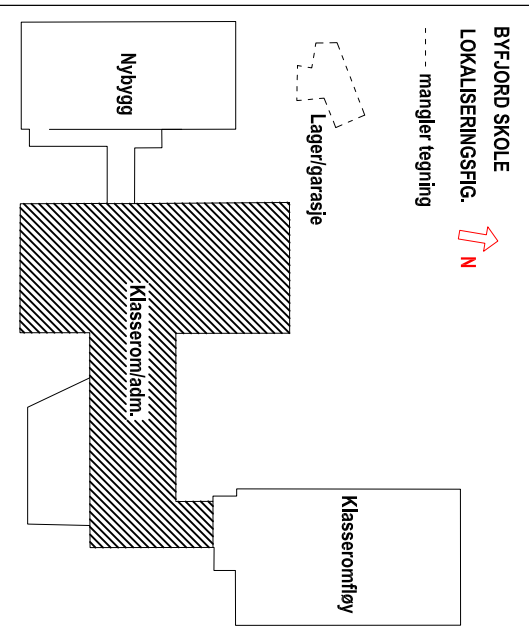 BYFJORD SKOLE
LOKALISERINGSFIG.
N
mangler tegning
Lager/garasje
Nybygg
Klasserom/adm.
Klasseromfløy